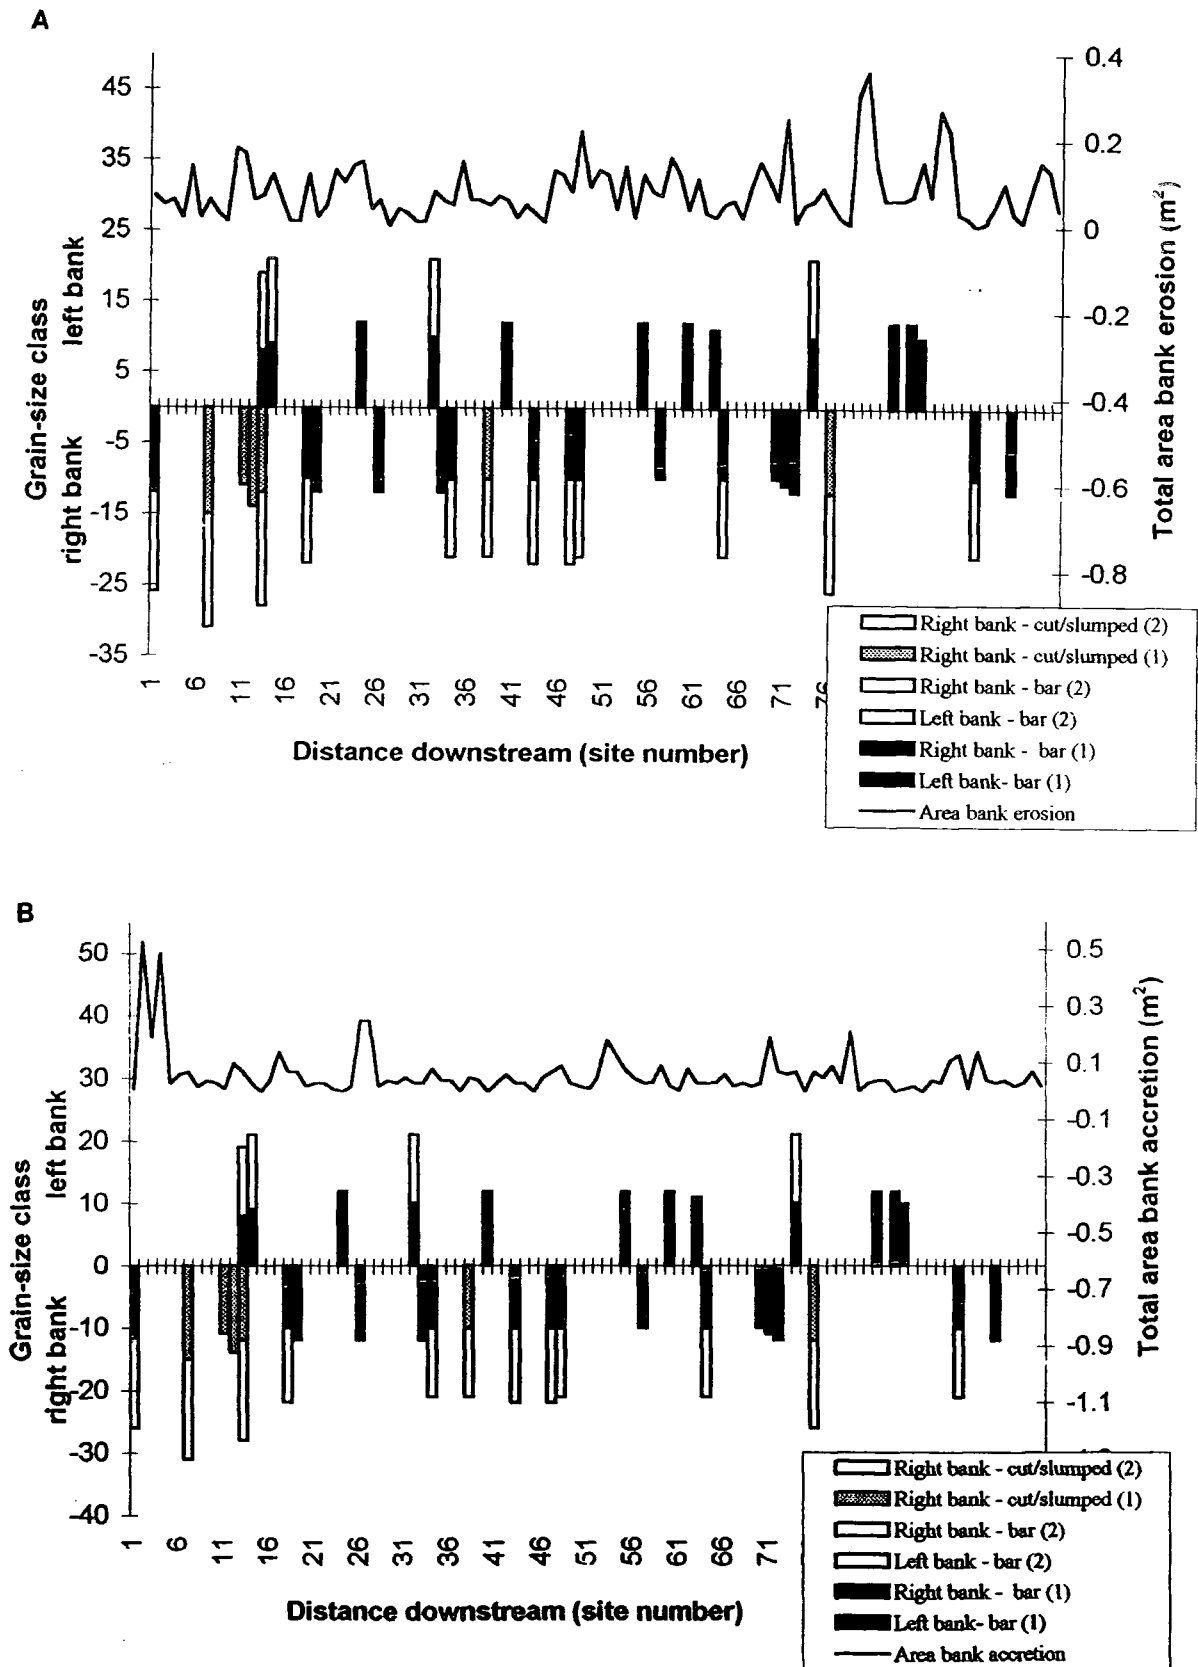 A
45
35
25
15
5
-5
-15
-25
-35
Grain-size class
left bank
right bank
0.4
0.2
0
-0.2
-0.4
-0.6
-0.8
Total area bank erosion (m²)
1 6 11 16 21 26 31 36 41 46 51 56 61 66 71 76
Distance downstream (site number)
Right bank - cut/slumped (2)
Right bank - cut/slumped (1)
Right bank - bar (2)
Left bank - bar (2)
Right bank - bar (1)
Left bank- bar (1)
Area bank erosion
B
50
40
30
20
10
0
-10
-20
-30
-40
Grain-size class
left bank
right bank
0.5
0.3
0.1
-0.1
-0.3
-0.5
-0.7
-0.9
-1.1
Total area bank accretion (m²)
1 6 11 16 21 26 31 36 41 46 51 56 61 66 71
Distance downstream (site number)
Right bank - cut/slumped (2)
Right bank - cut/slumped (1)
Right bank - bar (2)
Left bank - bar (2)
Right bank - bar (1)
Left bank- bar (1)
Area bank accretion